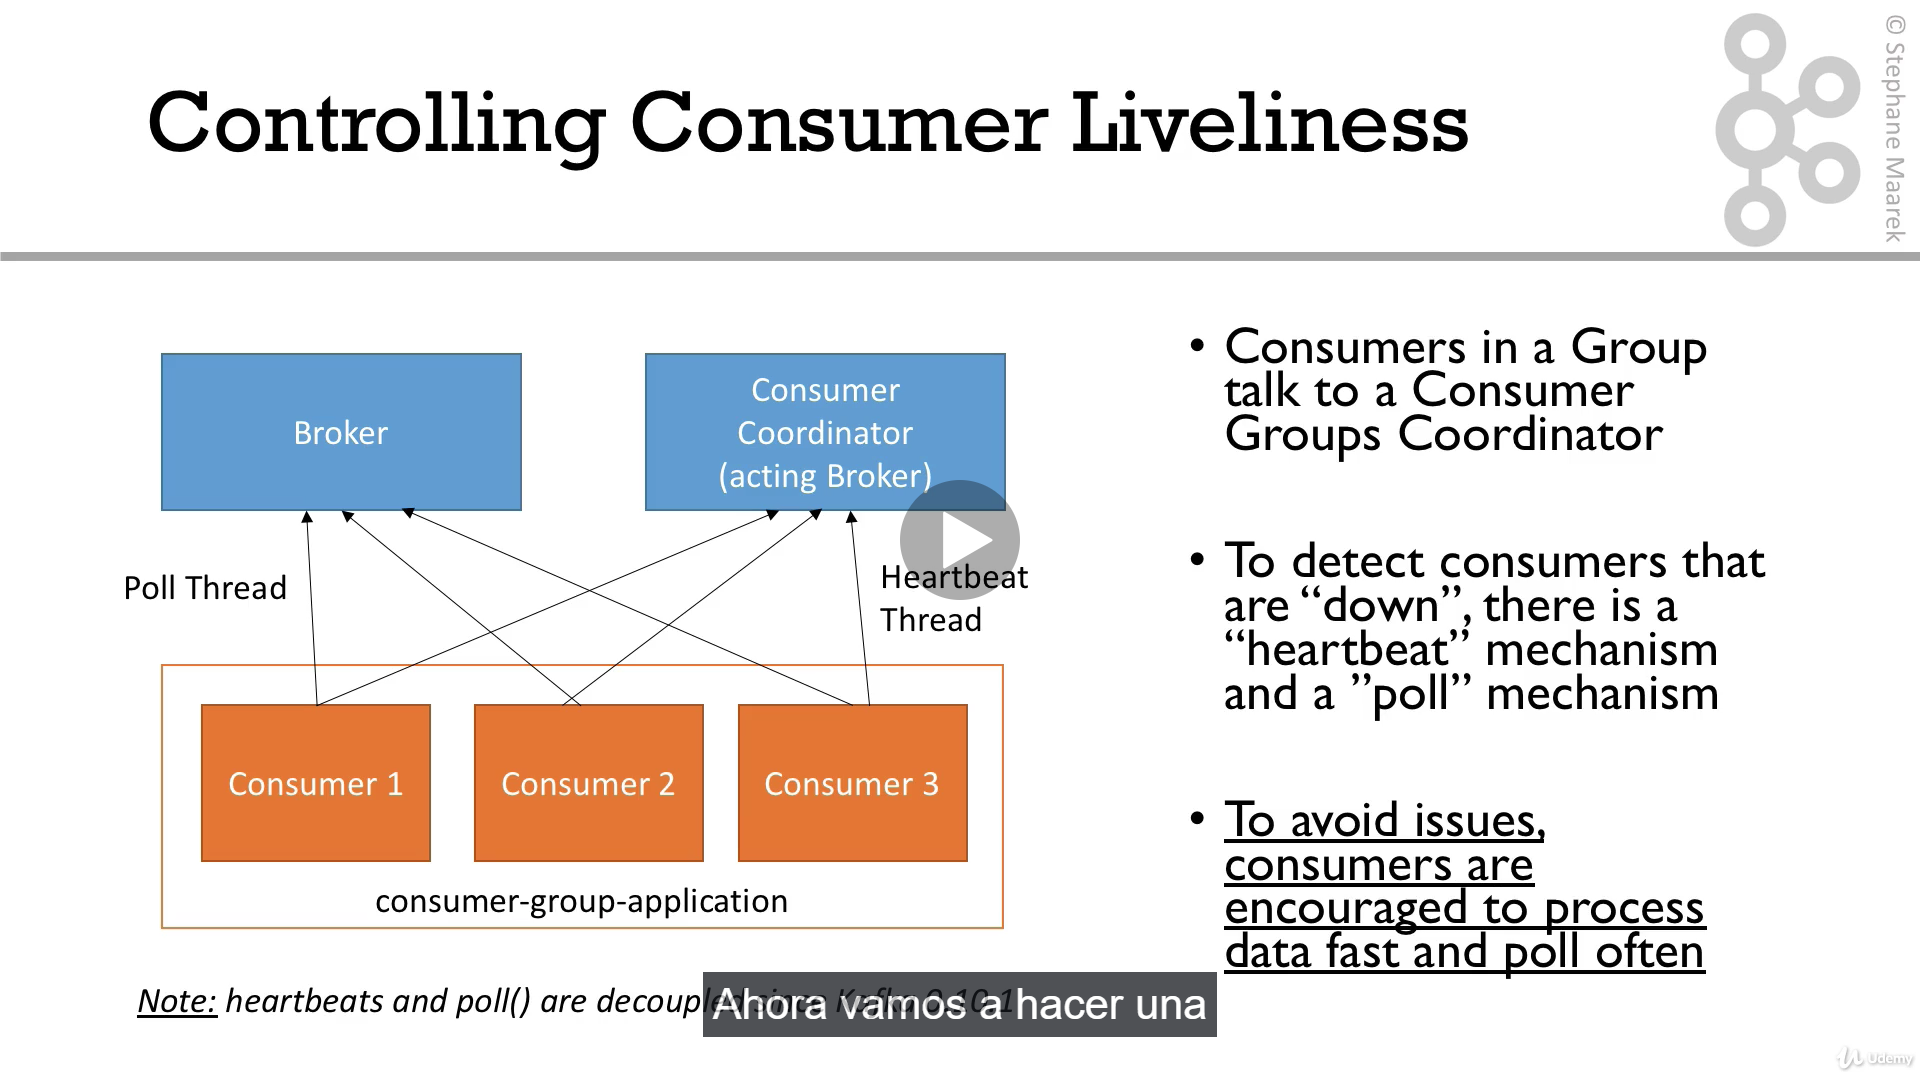 Controlling Consumer Liveliness
© Stephane Maarek
Broker
Consumer
Coordinator
(acting Broker)
Poll Thread
Heartbeat
Thread
Consumer 1
Consumer 2
Consumer 3
consumer-group-application
Note: heartbeats and poll() are decoupled since Kafka 0.10.1
• Consumers in a Group
talk to a Consumer
Groups Coordinator
• To detect consumers that
are “down”, there is a
“heartbeat” mechanism
and a ”poll” mechanism
• To avoid issues,
consumers are
encouraged to process
data fast and poll often
Ahora vamos a hacer una
Udemy